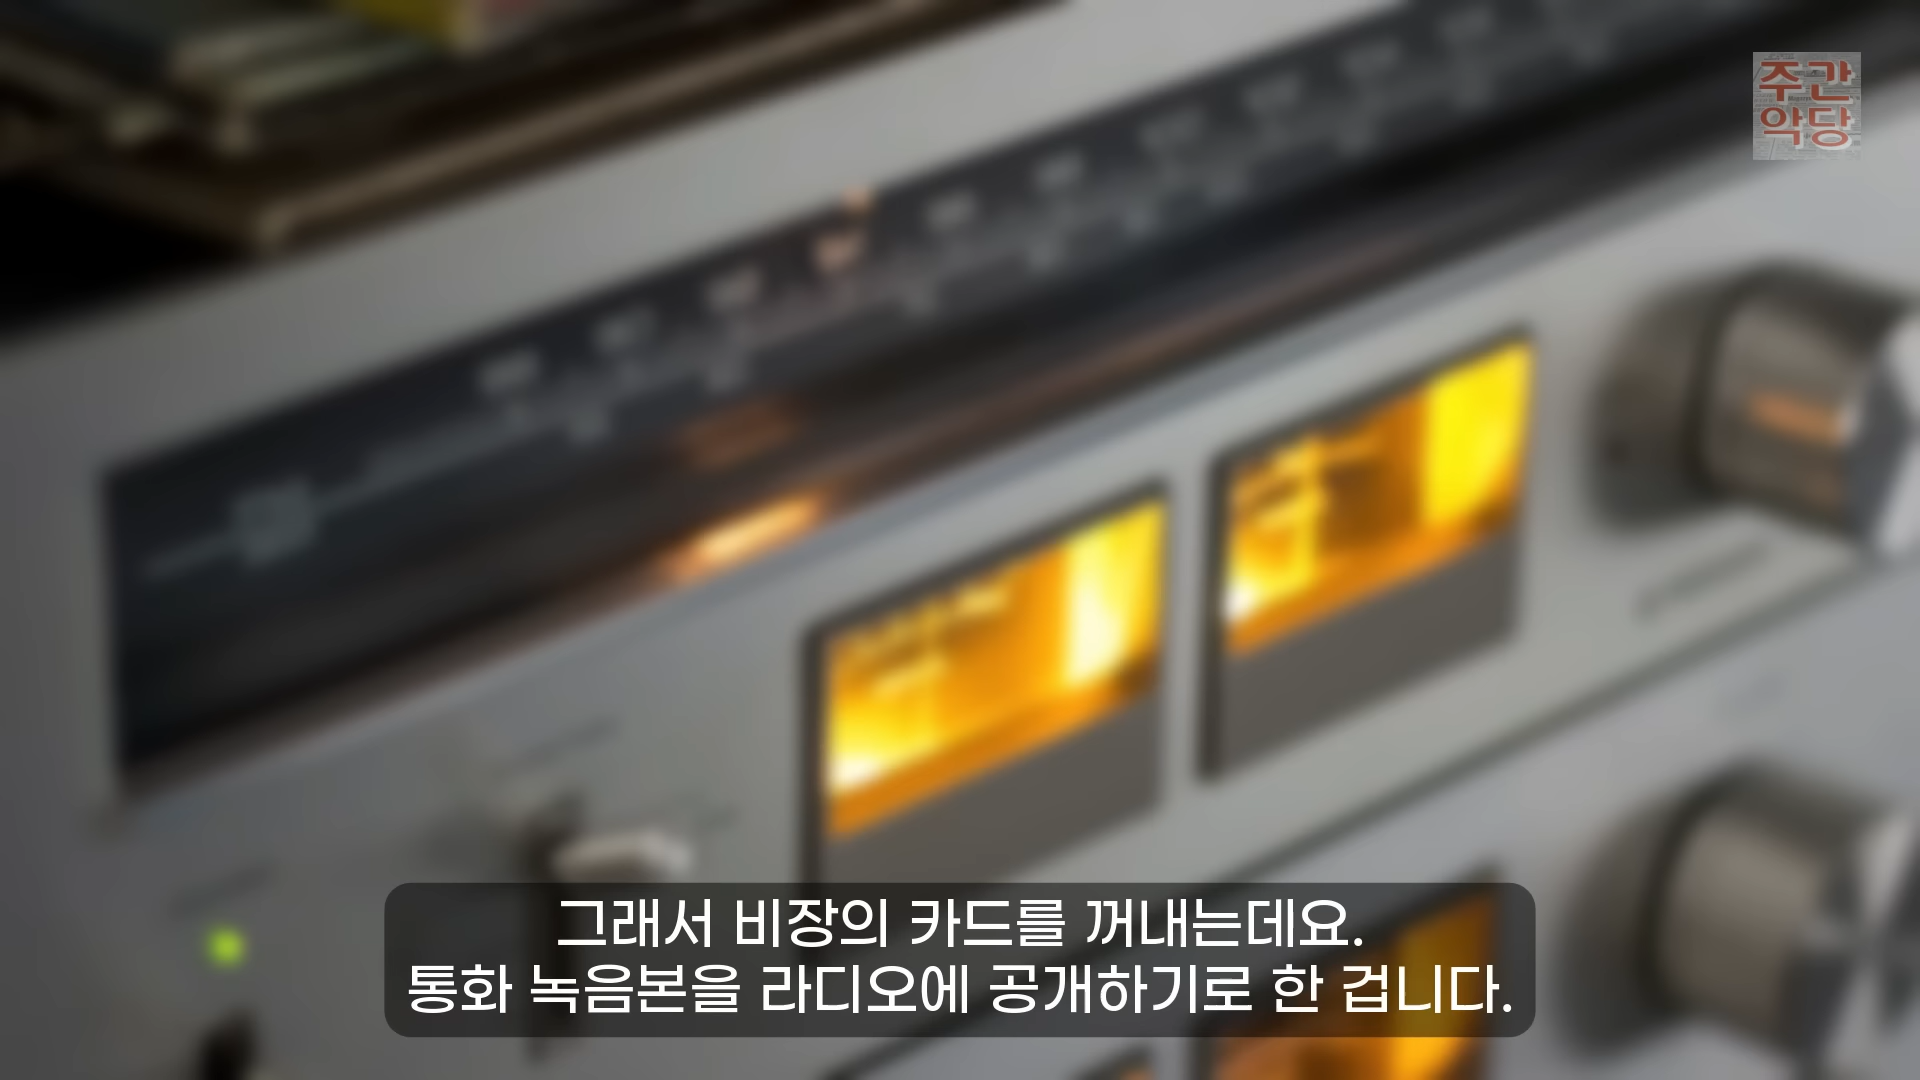 주간
악당
그래서 비장의 카드를 꺼내는데요.
통화 녹음본을 라디오에 공개하기로 한 겁니다.